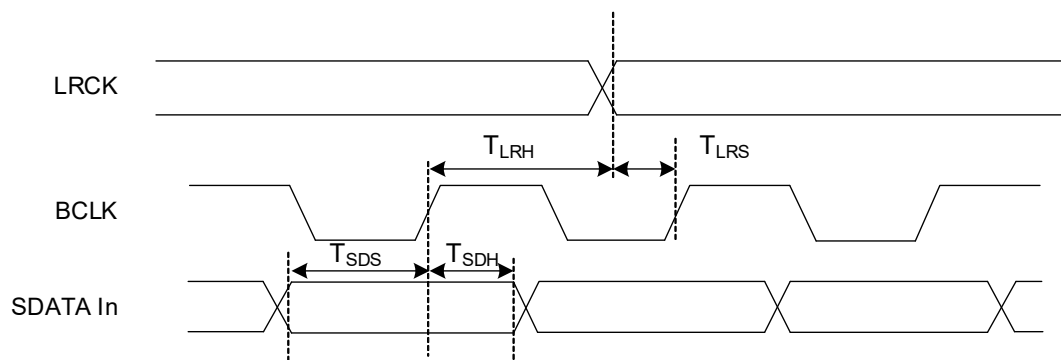 LRCK
T_LRH T_LRS
BCLK
T_SDS T_SDH
SDATA In